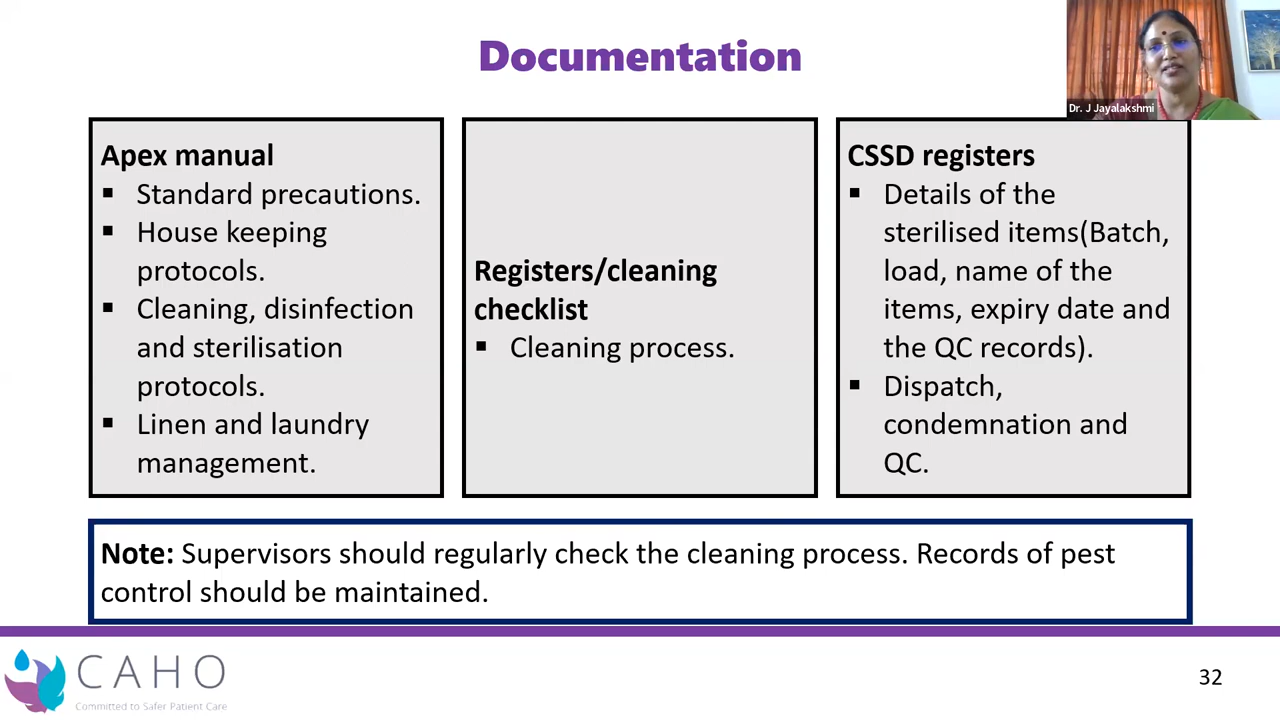 Documentation
Dr. J Jayalakshmi
Apex manual
▪ Standard precautions.
▪ House keeping
protocols.
▪ Cleaning, disinfection
and sterilisation
protocols.
▪ Linen and laundry
management.
Registers/cleaning
checklist
▪ Cleaning process.
CSSD registers
▪ Details of the
sterilised items(Batch,
load, name of the
items, expiry date and
the QC records).
▪ Dispatch,
condemnation and
QC.
Note: Supervisors should regularly check the cleaning process. Records of pest
control should be maintained.
CAHO
Committed to Safer Patient Care
32